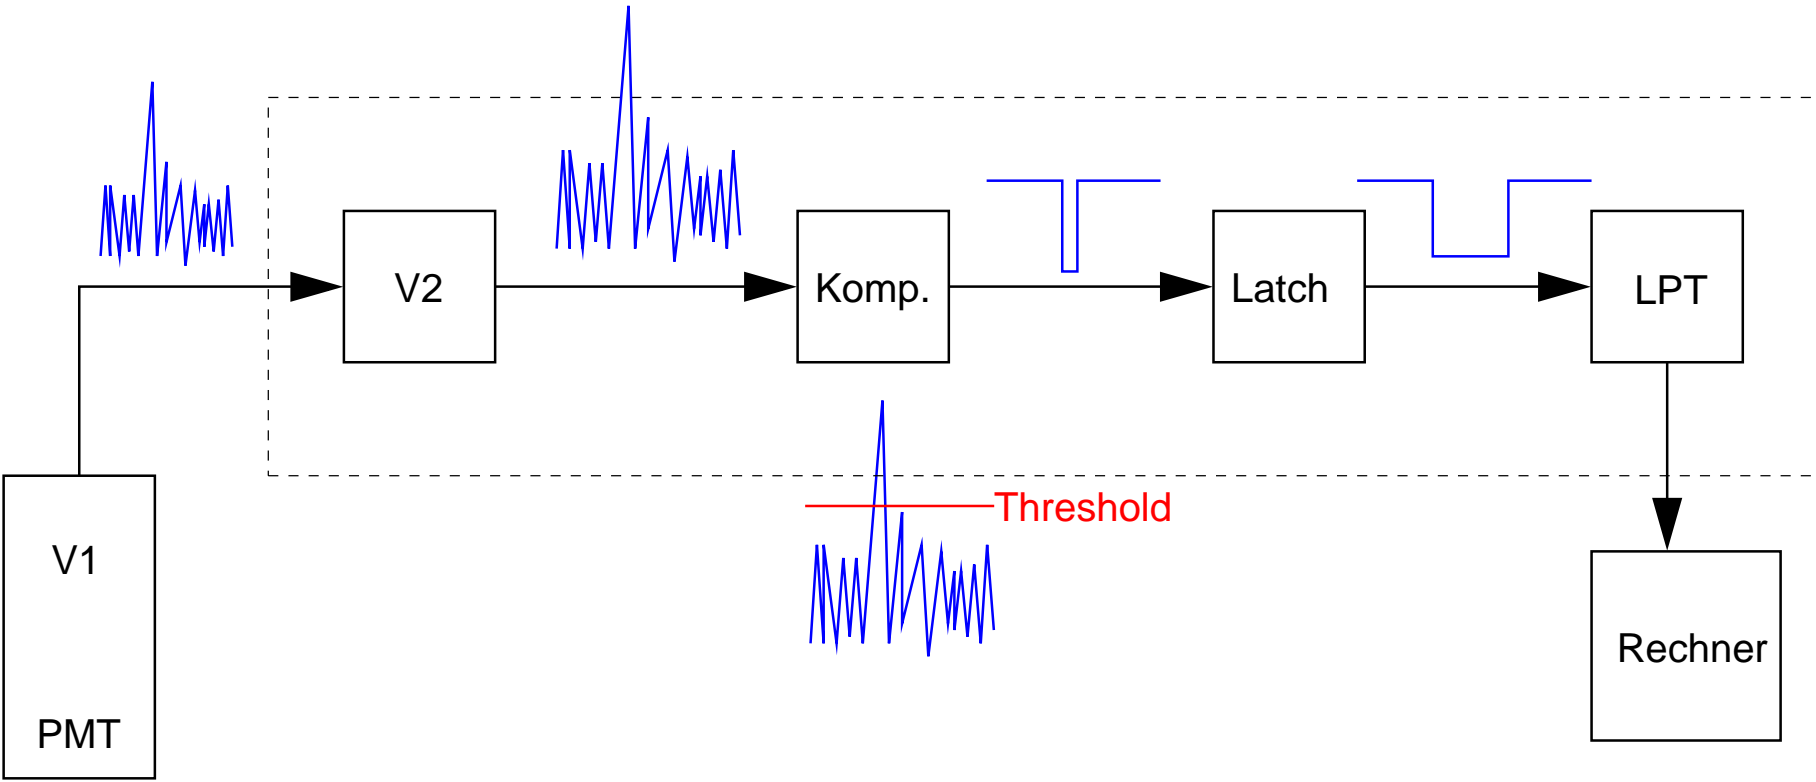 V2
Komp.
Latch
LPT
Threshold
V1
Rechner
PMT